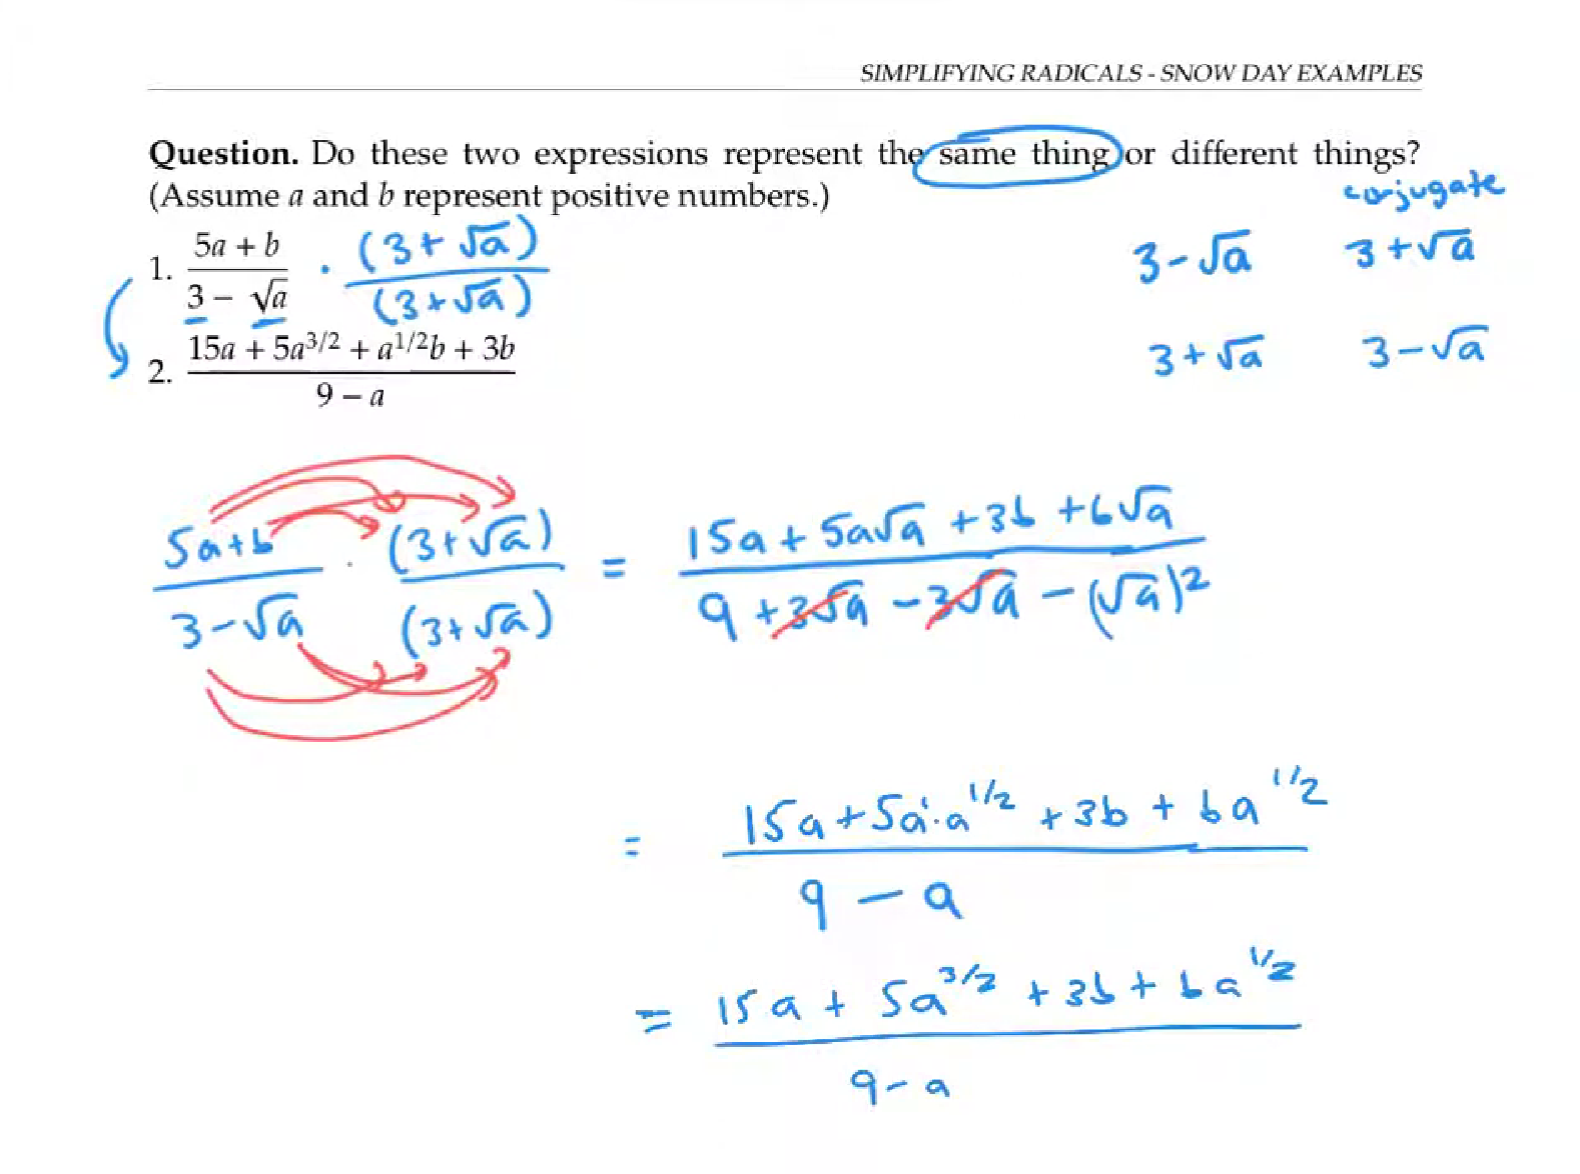 SIMPLIFYING RADICALS - SNOW DAY EXAMPLES
Question. Do these two expressions represent the same thing or different things?
(Assume a and b represent positive numbers.)
conjugate
1. \frac{5a + b}{3 - \sqrt{a}} \cdot \frac{(3 + \sqrt{a})}{(3 + \sqrt{a})}
3 - \sqrt{a} 3 + \sqrt{a}
2. \frac{15a + 5a^{3/2} + a^{1/2}b + 3b}{9 - a}
3 + \sqrt{a} 3 - \sqrt{a}
\frac{5a + b}{3 - \sqrt{a}} \cdot \frac{(3 + \sqrt{a})}{(3 + \sqrt{a})} = \frac{15a + 5a\sqrt{a} + 3b + b\sqrt{a}}{9 + 3\sqrt{a} - 3\sqrt{a} - (\sqrt{a})^2}
= \frac{15a + 5a^1 \cdot a^{1/2} + 3b + ba^{1/2}}{9 - a}
= \frac{15a + 5a^{3/2} + 3b + ba^{1/2}}{9 - a}